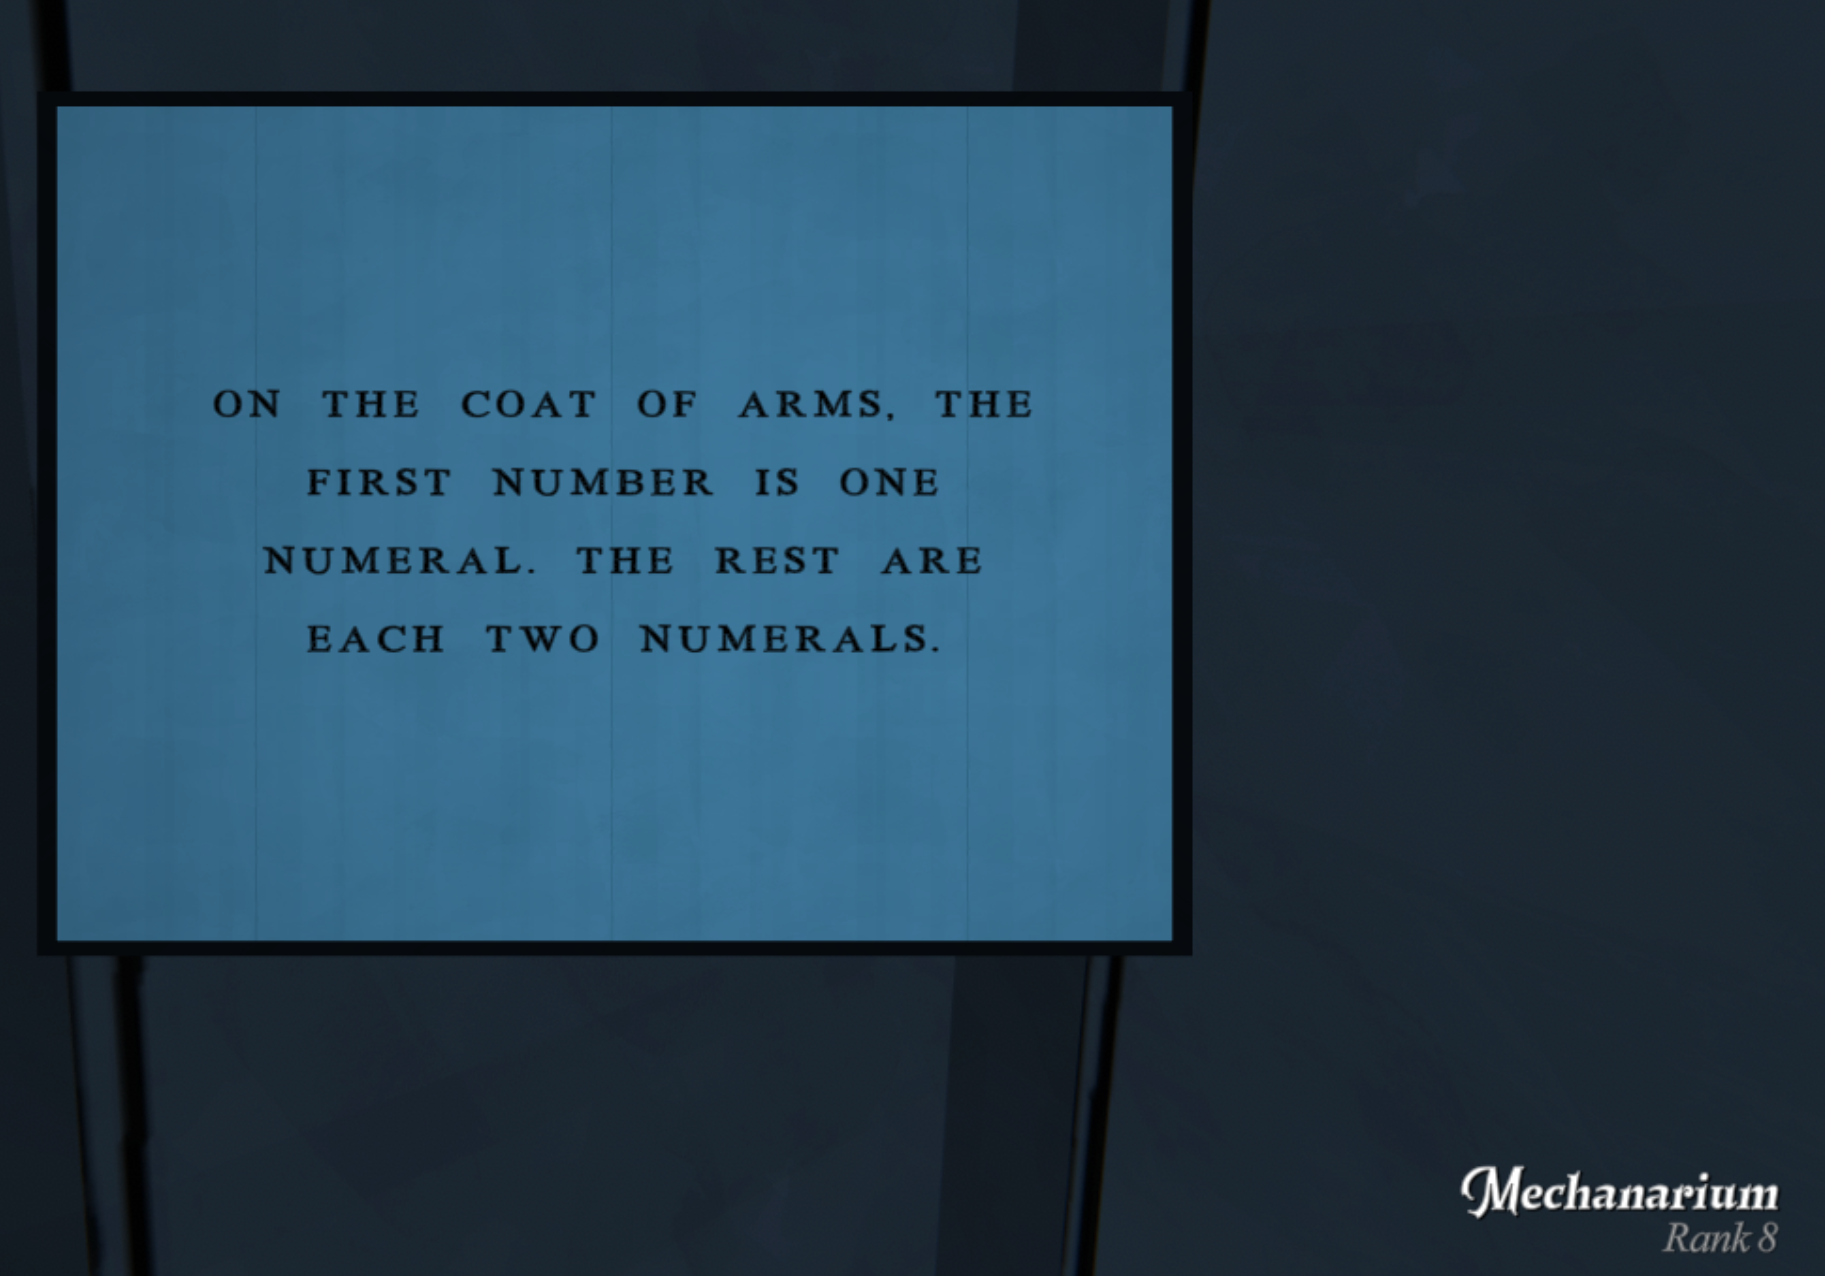 ON THE COAT OF ARMS, THE
FIRST NUMBER IS ONE
NUMERAL. THE REST ARE
EACH TWO NUMERALS.
Mechanarium
Rank 8